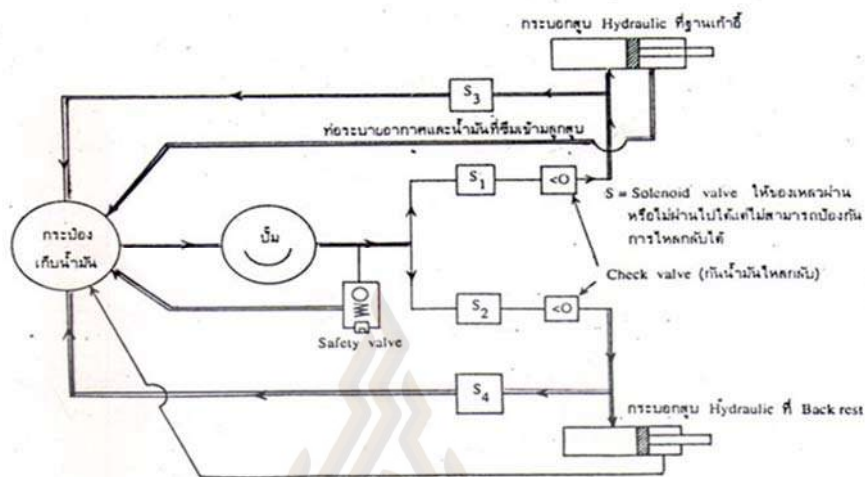 กระบอกสูบ Hydraulic ที่ฐานเก้าอี้
S3
ท่อระบายอากาศและน้ำมันที่ซึมเข้ามาลูกสูบ
S1
<O
S = Solenoid valve ให้ของเหลวผ่าน
หรือไม่ผ่านไปได้แต่ไม่สามารถป้องกัน
การไหลกลับได้
กระป๋อง
เก็บน้ำมัน
ปั๊ม
Check valve (กันน้ำมันไหลกลับ)
S2
<O
Safety valve
S4
กระบอกสูบ Hydraulic ที่ Back rest